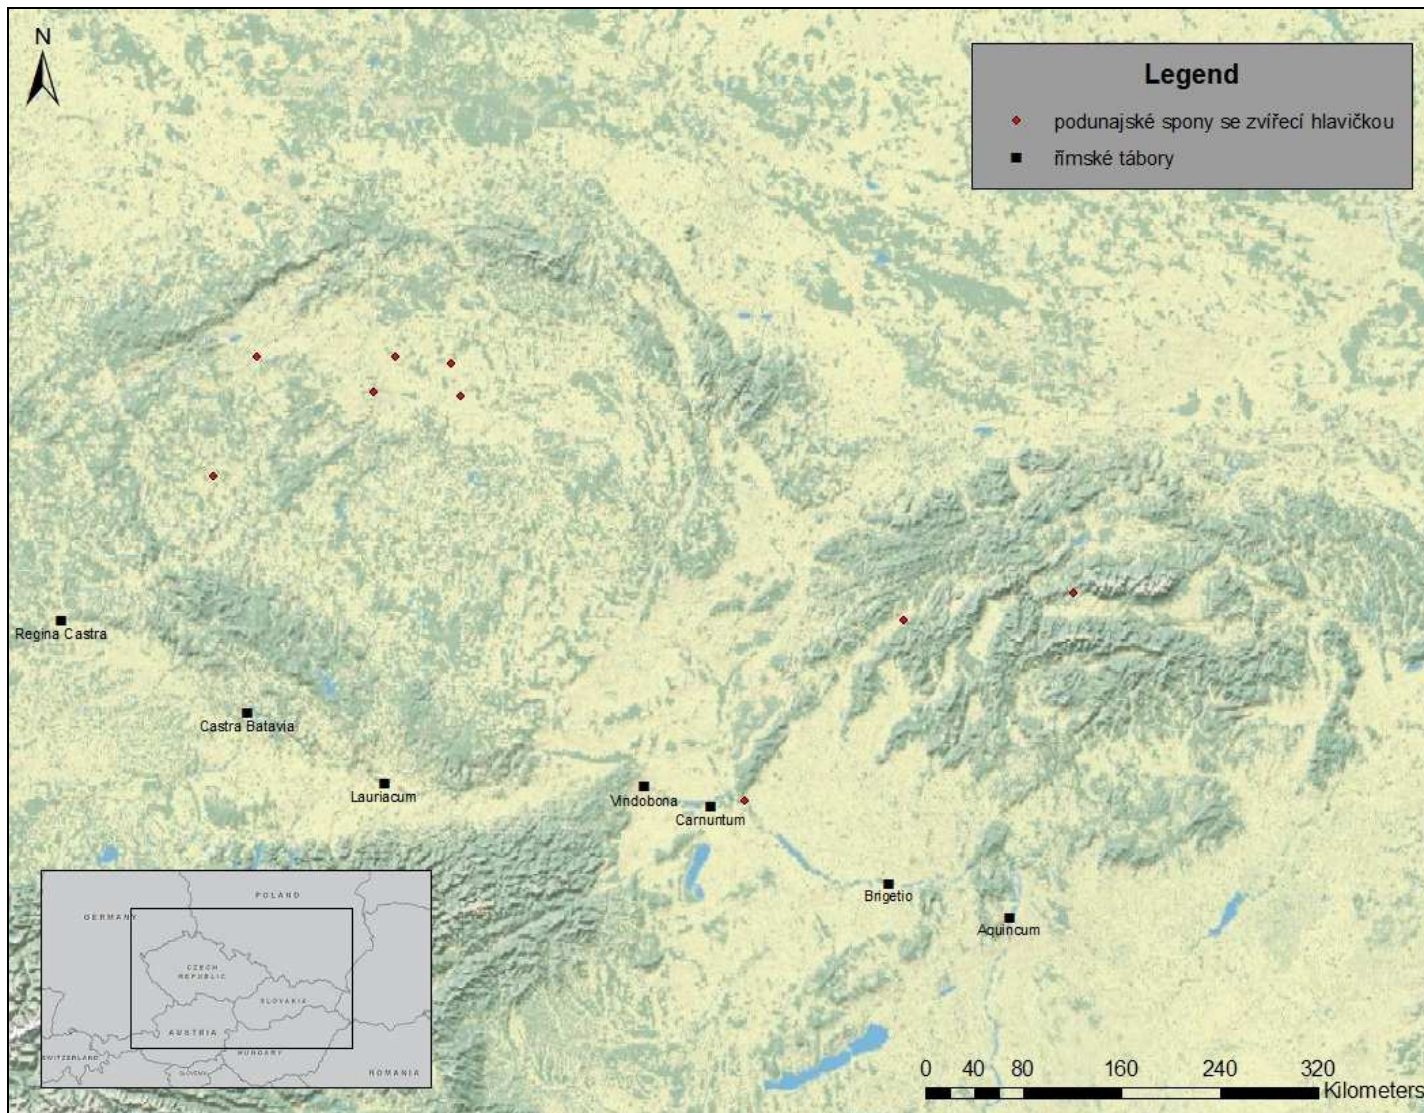 N
Legend
podunajské spony se zvířecí hlavičkou
římské tábory
Regina Castra
Castra Batavia
Lauriacum
Vindobona
Carnuntum
Brigetio
Aquincum
POLAND
GERMANY
CZECH
REPUBLIC
SLOVAKIA
AUSTRIA
HUNGARY
SWITZERLAND
SLOVENIA
ROMANIA
0 40 80 160 240 320
Kilometers